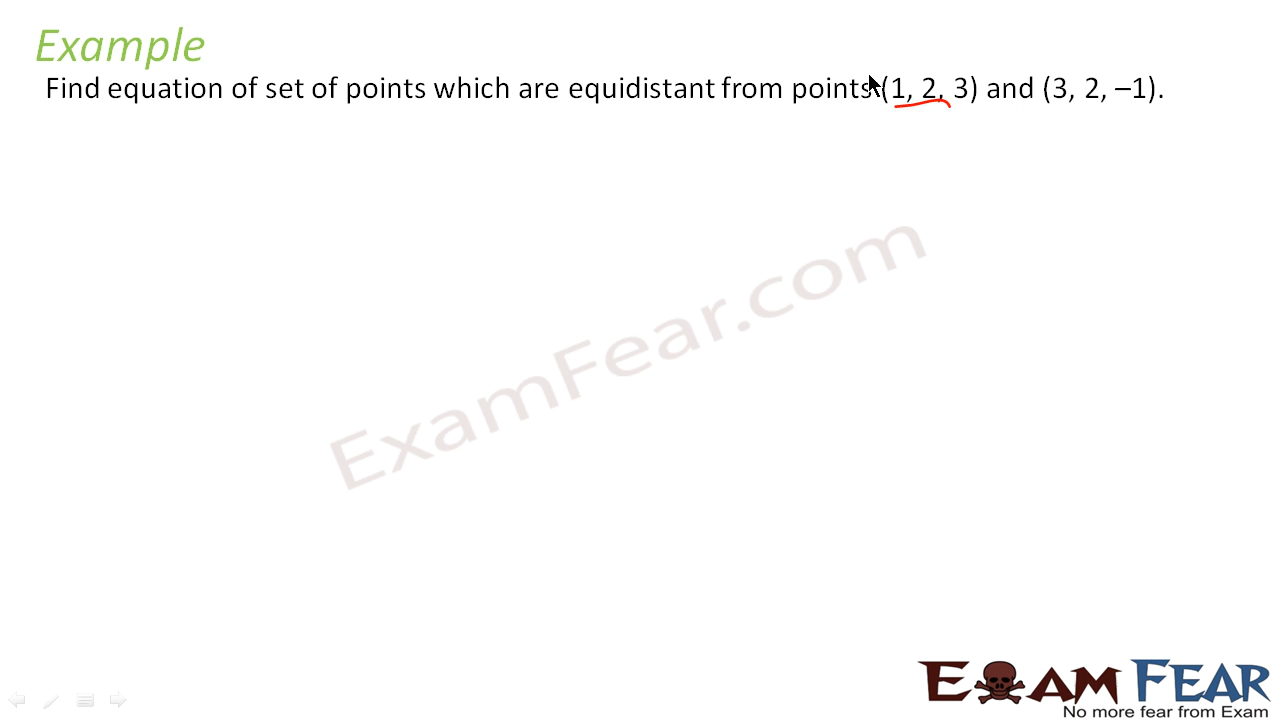 Example
Find equation of set of points which are equidistant from points (1, 2, 3) and (3, 2, –1).
ExamFear.com
EXAM FEAR
No more fear from Exam